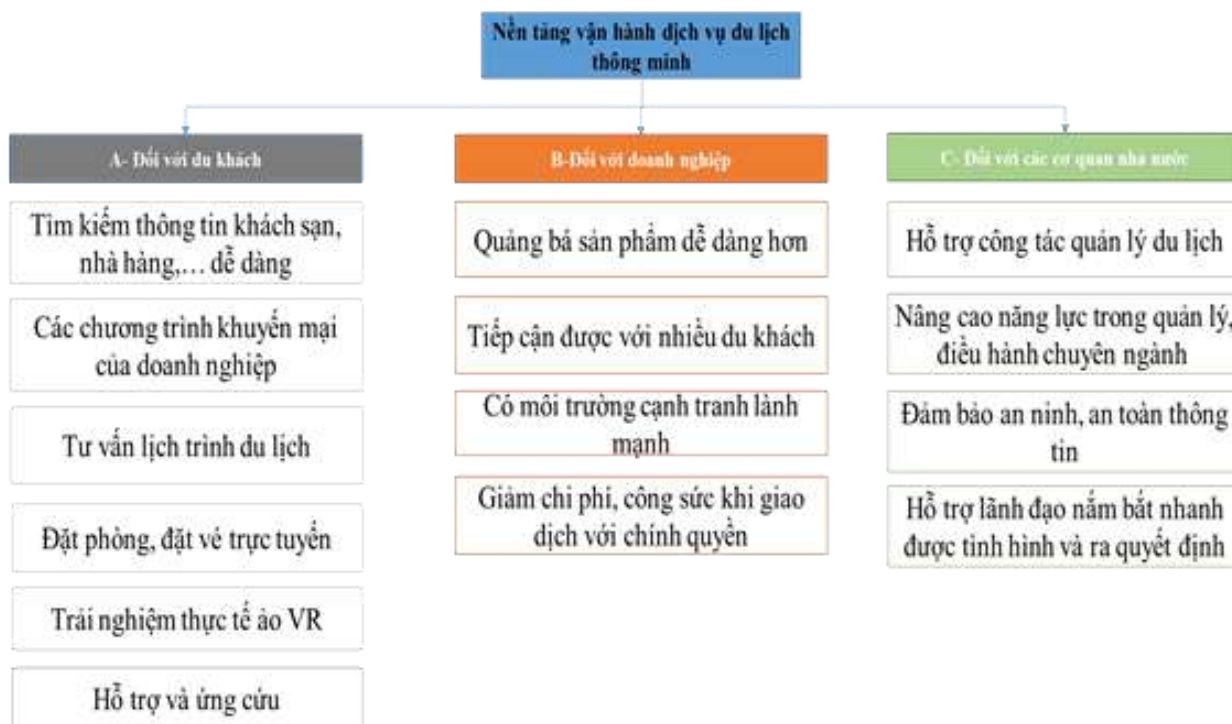 Nền tảng vận hành dịch vụ du lịch
thông minh
A- Đối với du khách
Tìm kiếm thông tin khách sạn,
nhà hàng,… dễ dàng
Các chương trình khuyến mại
của doanh nghiệp
Tư vấn lịch trình du lịch
Đặt phòng, đặt vé trực tuyến
Trải nghiệm thực tế ảo VR
Hỗ trợ và ứng cứu
B-Đối với doanh nghiệp
Quảng bá sản phẩm dễ dàng hơn
Tiếp cận được với nhiều du khách
Có môi trường cạnh tranh lành
mạnh
Giảm chi phí, công sức khi giao
dịch với chính quyền
C- Đối với các cơ quan nhà nước
Hỗ trợ công tác quản lý du lịch
Nâng cao năng lực trong quản lý,
điều hành chuyên ngành
Đảm bảo an ninh, an toàn thông
tin
Hỗ trợ lãnh đạo nắm bắt nhanh
được tình hình và ra quyết định